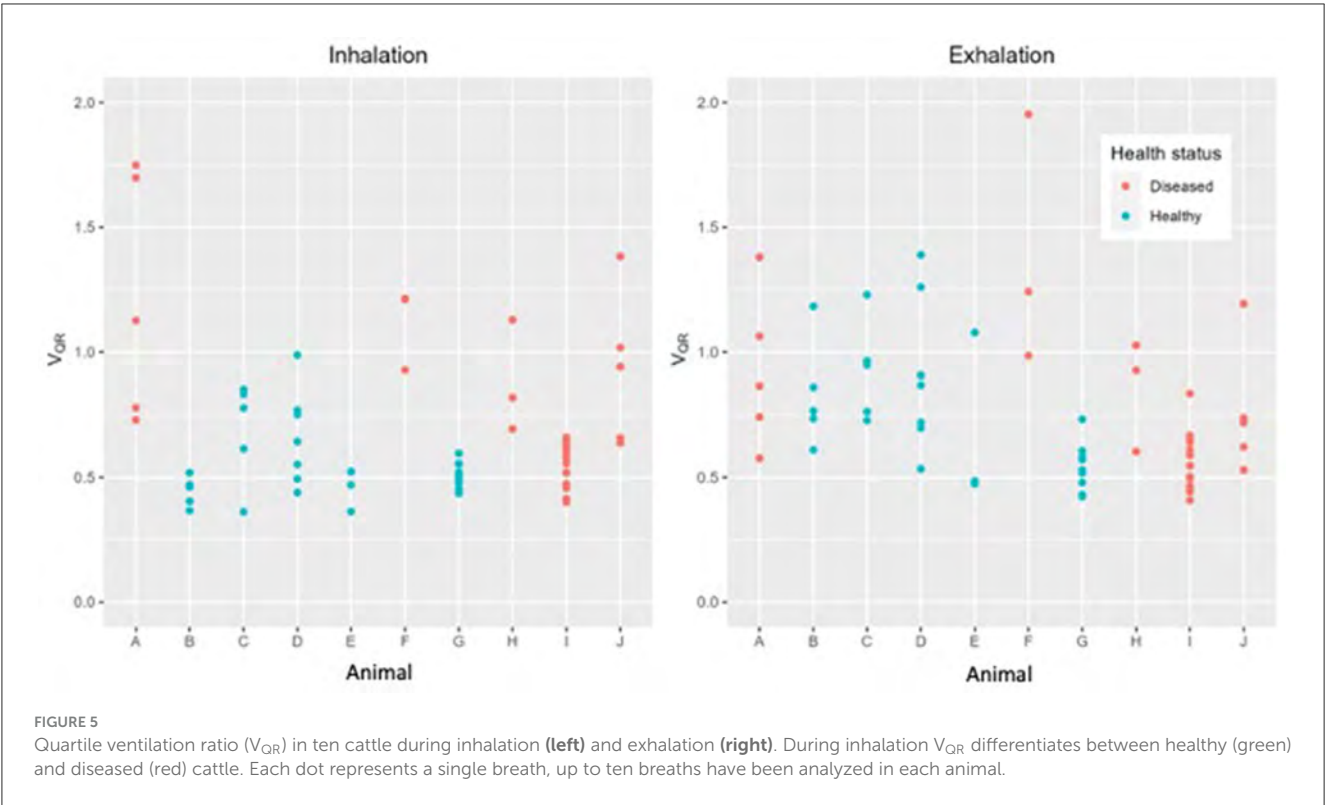 Inhalation
Exhalation
2.0
1.5
1.0
0.5
0.0
VQR
A B C D E F G H I J
Animal
2.0
1.5
1.0
0.5
0.0
VQR
Health status
Diseased
Healthy
A B C D E F G H I J
Animal
FIGURE 5
Quartile ventilation ratio (VQR) in ten cattle during inhalation (left) and exhalation (right). During inhalation VQR differentiates between healthy (green)
and diseased (red) cattle. Each dot represents a single breath, up to ten breaths have been analyzed in each animal.